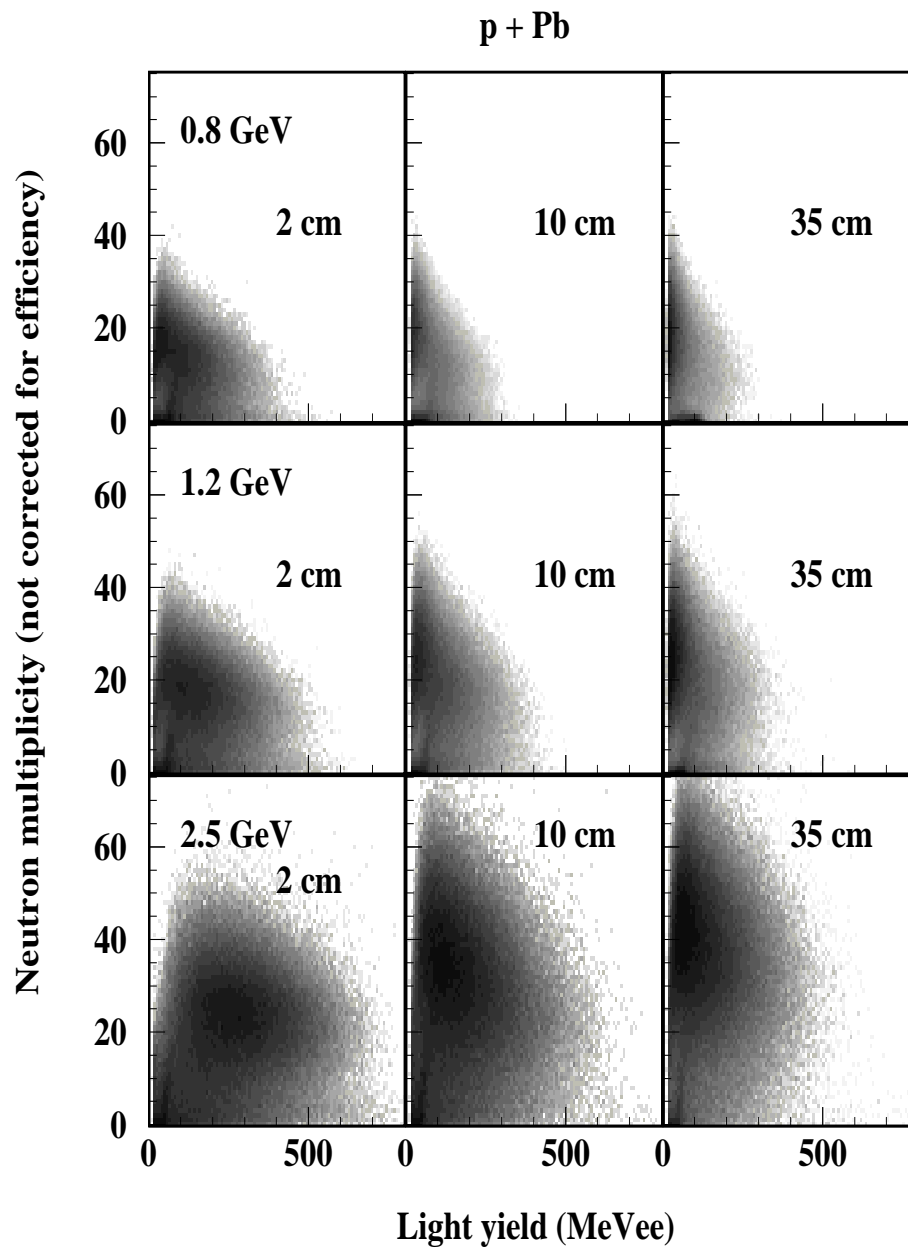 p + Pb
Neutron multiplicity (not corrected for efficiency)
0.8 GeV
2 cm
10 cm
35 cm
60
40
20
0
1.2 GeV
2 cm
10 cm
35 cm
60
40
20
0
2.5 GeV
2 cm
10 cm
35 cm
60
40
20
0
0 500 0 500 0 500
Light yield (MeVee)